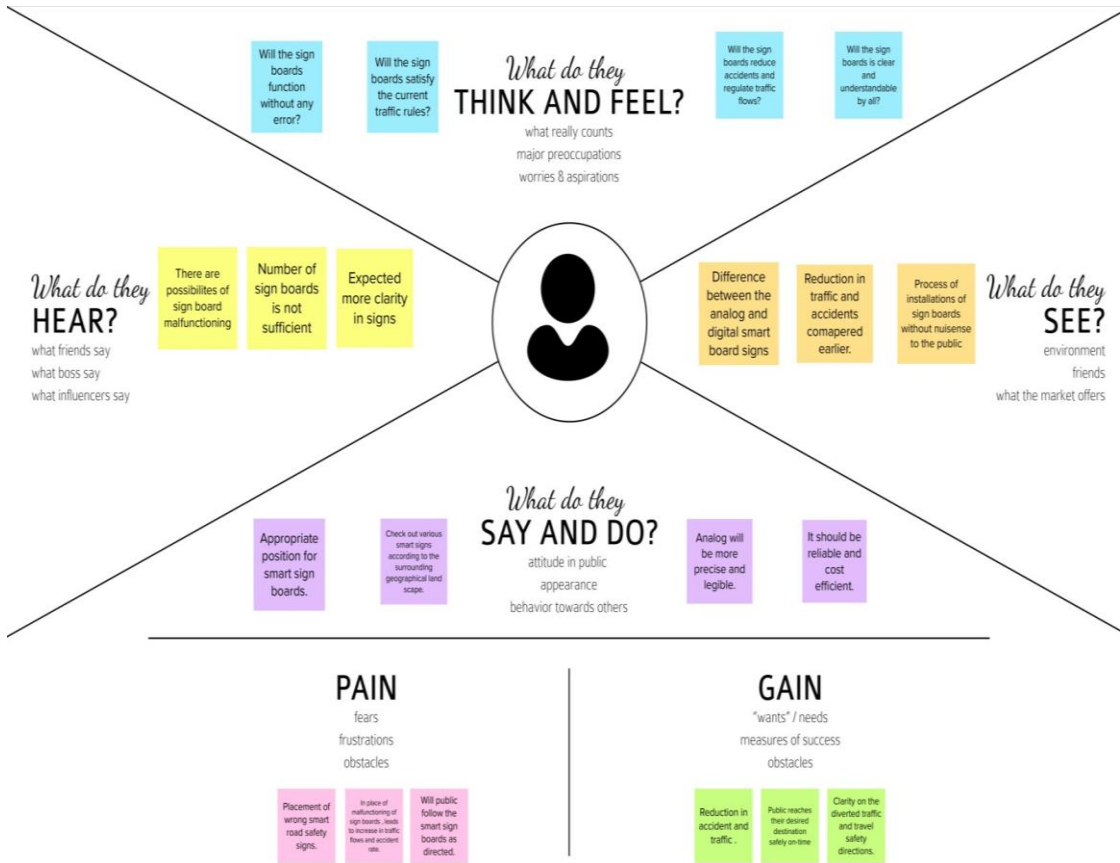 Will the sign
boards
function
without any
error?
Will the sign
boards satisfy
the current
traffic rules?
What do they
THINK AND FEEL?
what really counts
major preoccupations
worries & aspirations
Will the sign
boards reduce
accidents and
regulate traffic
flows?
Will the sign
boards is clear
and
understandable
by all?
What do they
HEAR?
what friends say
what boss say
what influencers say
There are
possibilites of
sign board
malfunctioning
Number of
sign boards
is not
sufficient
Expected
more clarity
in signs
Difference
between the
analog and
digital smart
board signs
Reduction in
traffic and
accidents
comapered
earlier.
Process of
installations of
sign boards
without nuisense
to the public
What do they
SEE?
environment
friends
what the market offers
Appropriate
position for
smart sign
boards.
Check out various
smart signs
according to the
surrounding
geographical land
scape.
What do they
SAY AND DO?
attitude in public
appearance
behavior towards others
Analog will
be more
precise and
legible.
It should be
reliable and
cost
efficient.
PAIN
fears
frustrations
obstacles
Placement of
wrong smart
road safety
signs.
In place of
malfunctioning of
sign boards , leads
to increase in traffic
flows and accident
rate.
Will public
follow the
smart sign
boards as
directed.
GAIN
"wants" / needs
measures of success
obstacles
Reduction in
accident and
traffic .
Public reaches
their desired
destination
safely on-time
Clarity on the
diverted traffic
and travel
safety
directions.